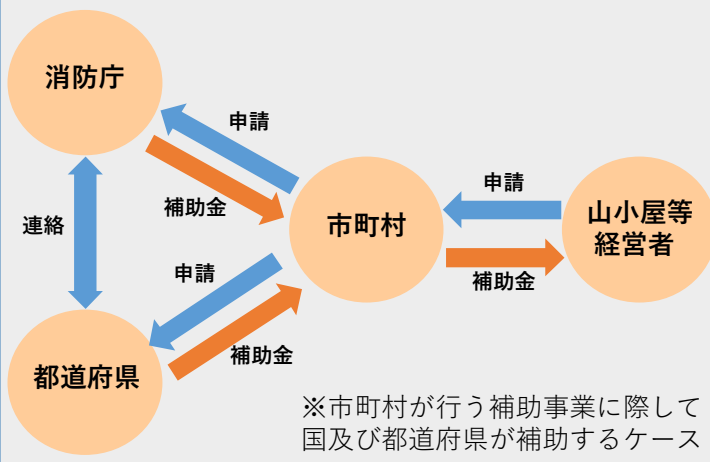 消防庁
申請
補助金
連絡
市町村
申請
補助金
山小屋等
経営者
申請
補助金
都道府県
※市町村が行う補助事業に際して
国及び都道府県が補助するケース